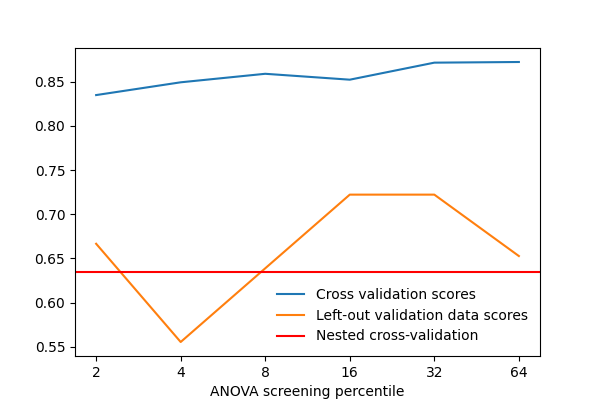 0.85
0.80
0.75
0.70
0.65
0.60
0.55
Cross validation scores
Left-out validation data scores
Nested cross-validation
2 4 8 16 32 64
ANOVA screening percentile